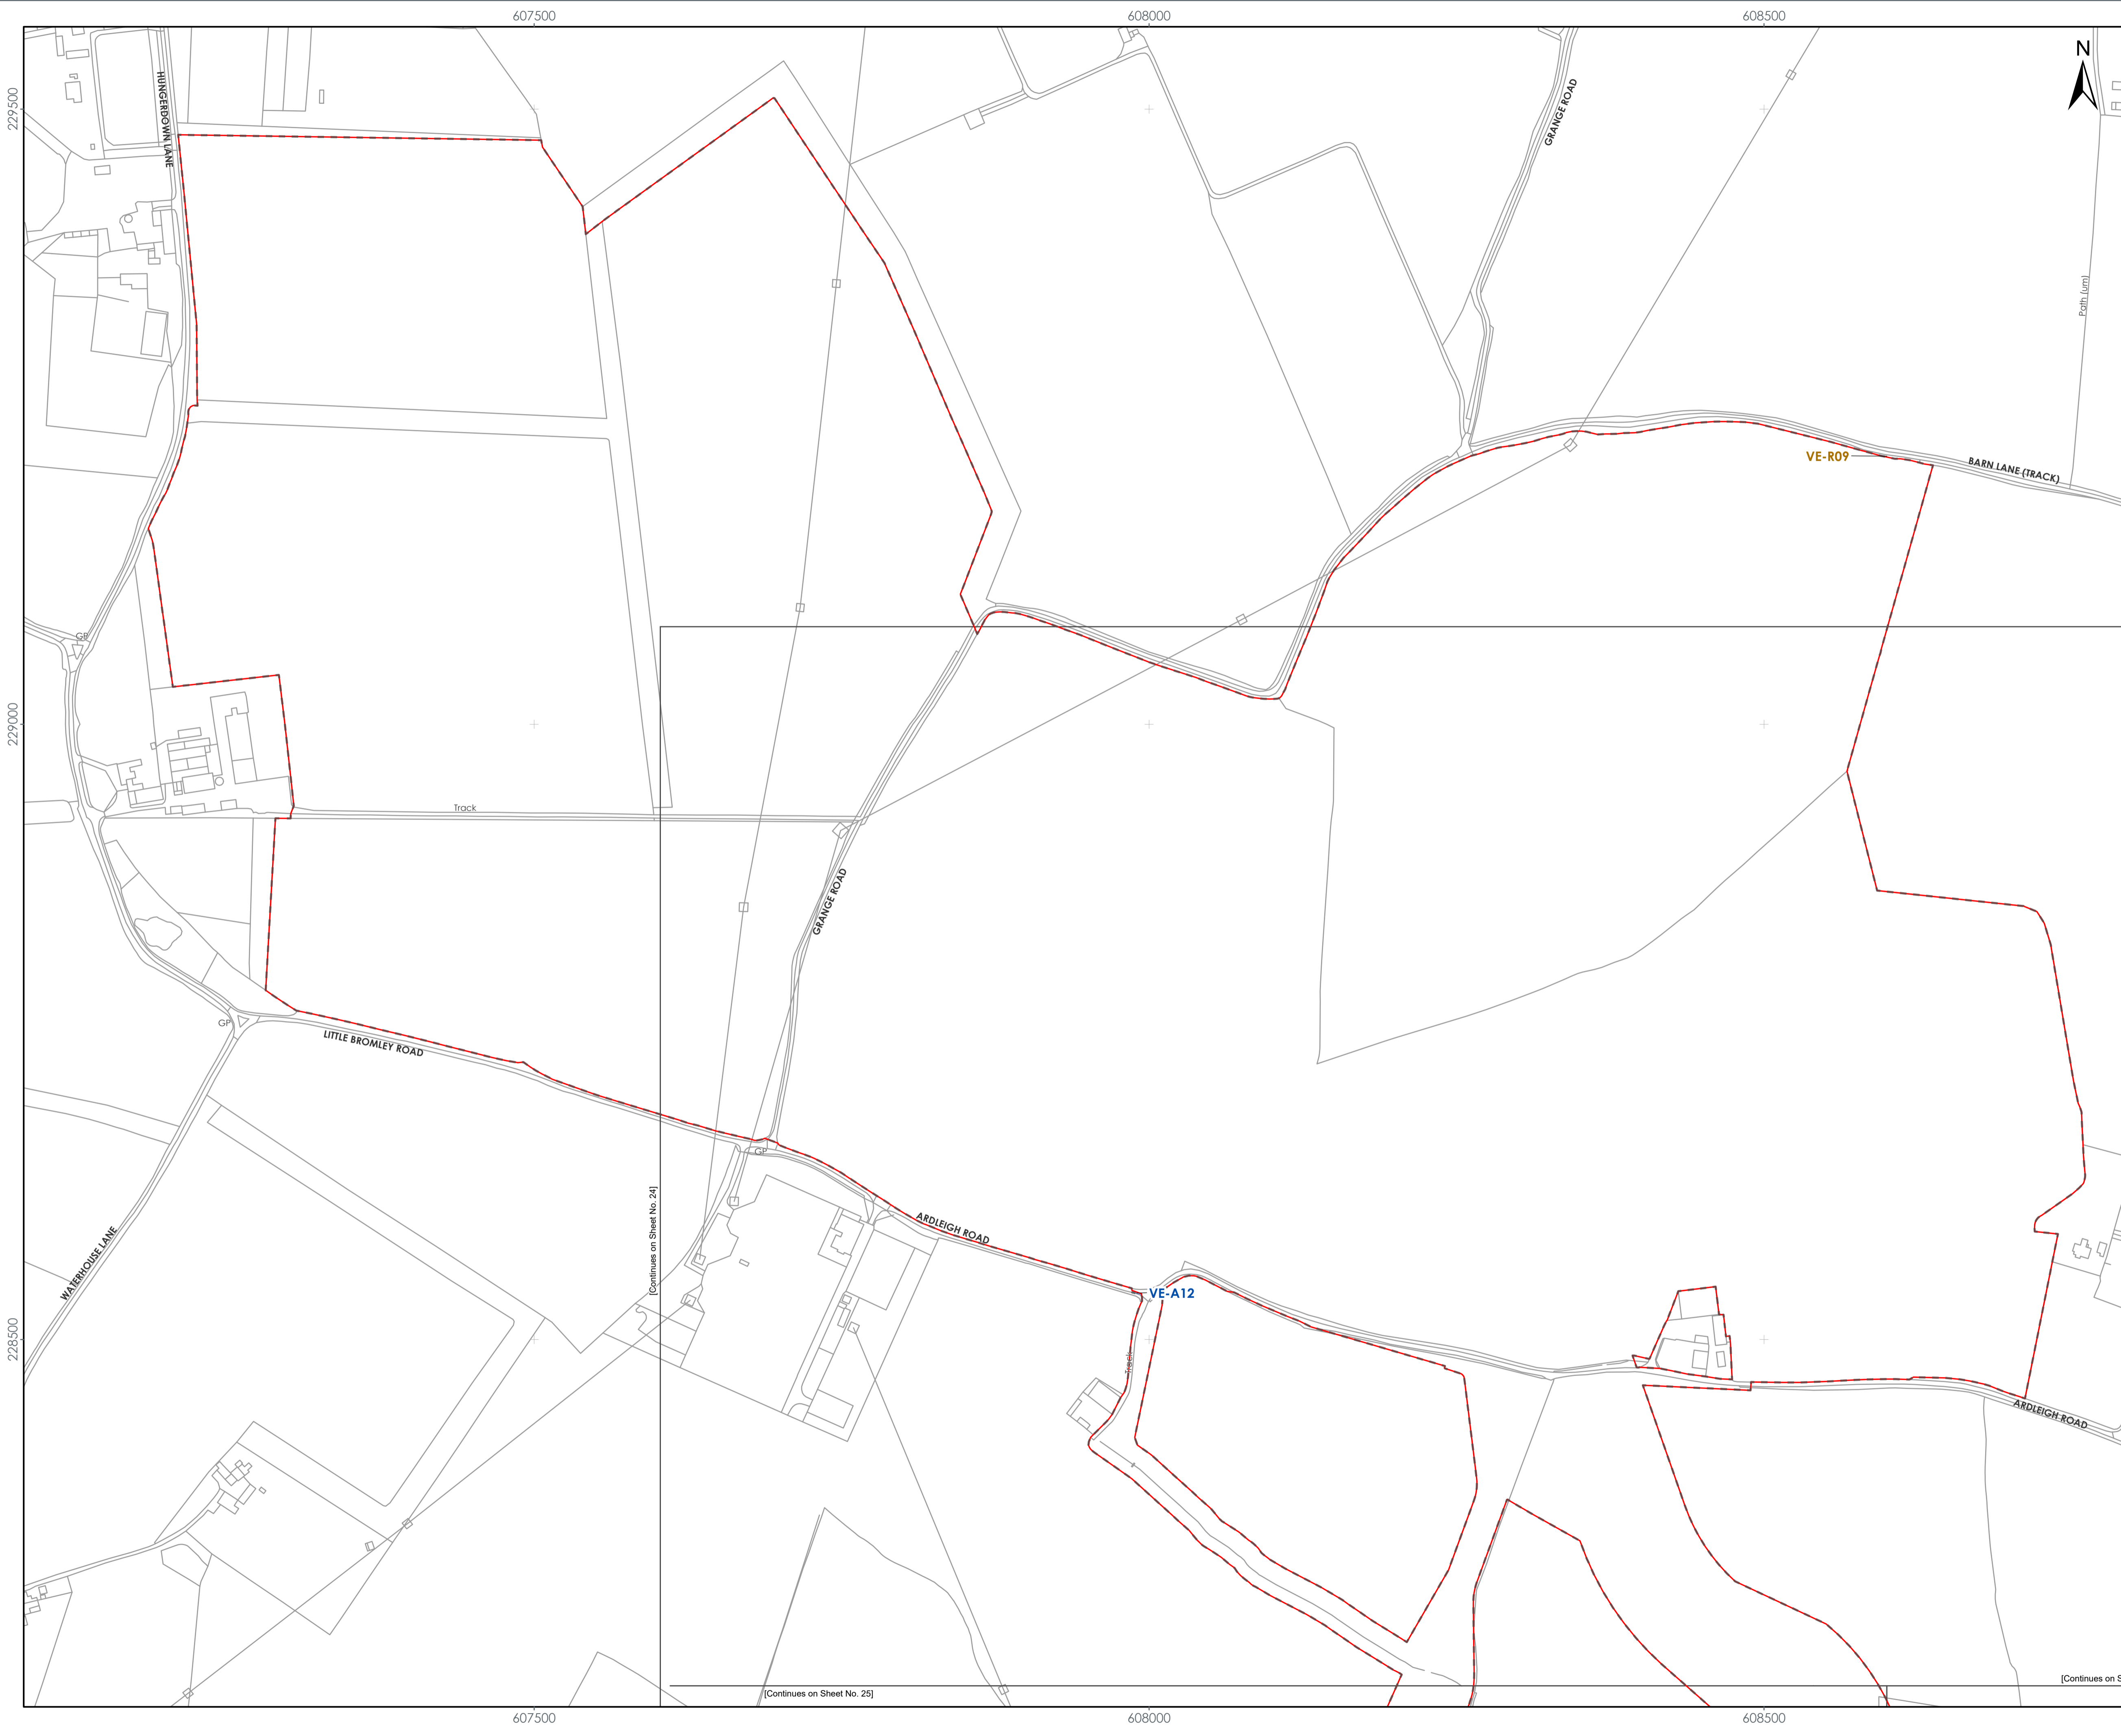 607500
608000
608500
N
229500
HUNGERDOWN LANE
GRANGE ROAD
Path (um)
VE-R09
BARN LANE (TRACK)
GP
229000
Track
GRANGE ROAD
GP
LITTLE BROMLEY ROAD
GP
[Continues on Sheet No. 24]
ARDLEIGH ROAD
WATERHOUSE LANE
VE-A12
228500
Track
ARDLEIGH ROAD
[Continues on S
[Continues on Sheet No. 25]
607500
608000
608500